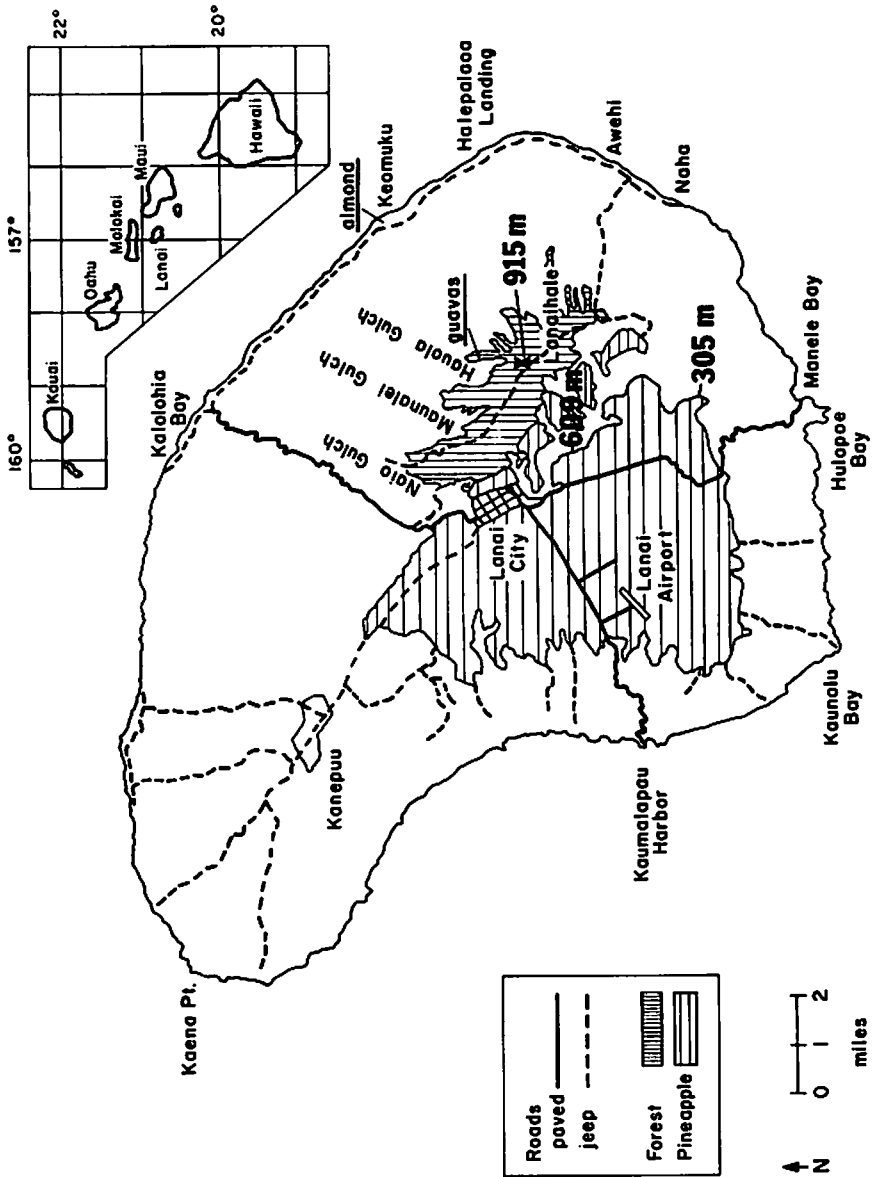 160°
157°
22°
20°
Kauai
Oahu
Molokai
Maui
Lanai
Hawaii
Kaena Pt.
Kanepuu
Kalolohia
Bay
almond
Keomuku
Halepalaoa
Landing
Awehi
Naha
Naio Gulch
Maunalei Gulch
Hauola Gulch
guavas
915 m
Lanaihale
305 m
Lanai
City
Lanai
Airport
Kaumalapau
Harbor
Kaunolu
Bay
Hulopoe
Bay
Manele Bay
Roads
paved
jeep
Forest
Pineapple
N
0 1 2
miles